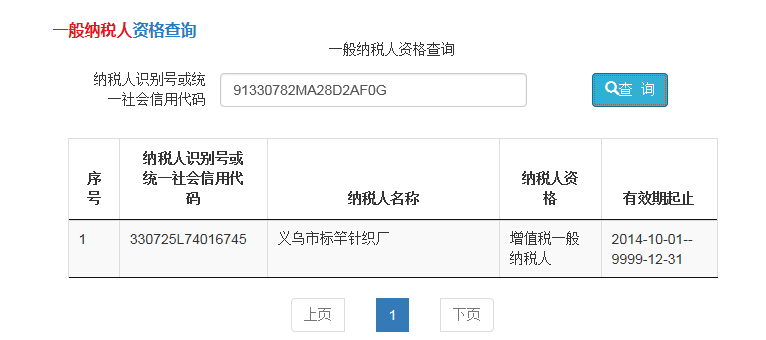 一般纳税人资格查询
一般纳税人资格查询
纳税人识别号或统
一社会信用代码
91330782MA28D2AF0G
查 询
序
号
纳税人识别号或
统一社会信用代
码
纳税人名称
纳税人资
格
有效期起止
1
330725L74016745
义乌市标竿针织厂
增值税一般
纳税人
2014-10-01--
9999-12-31
上页
1
下页